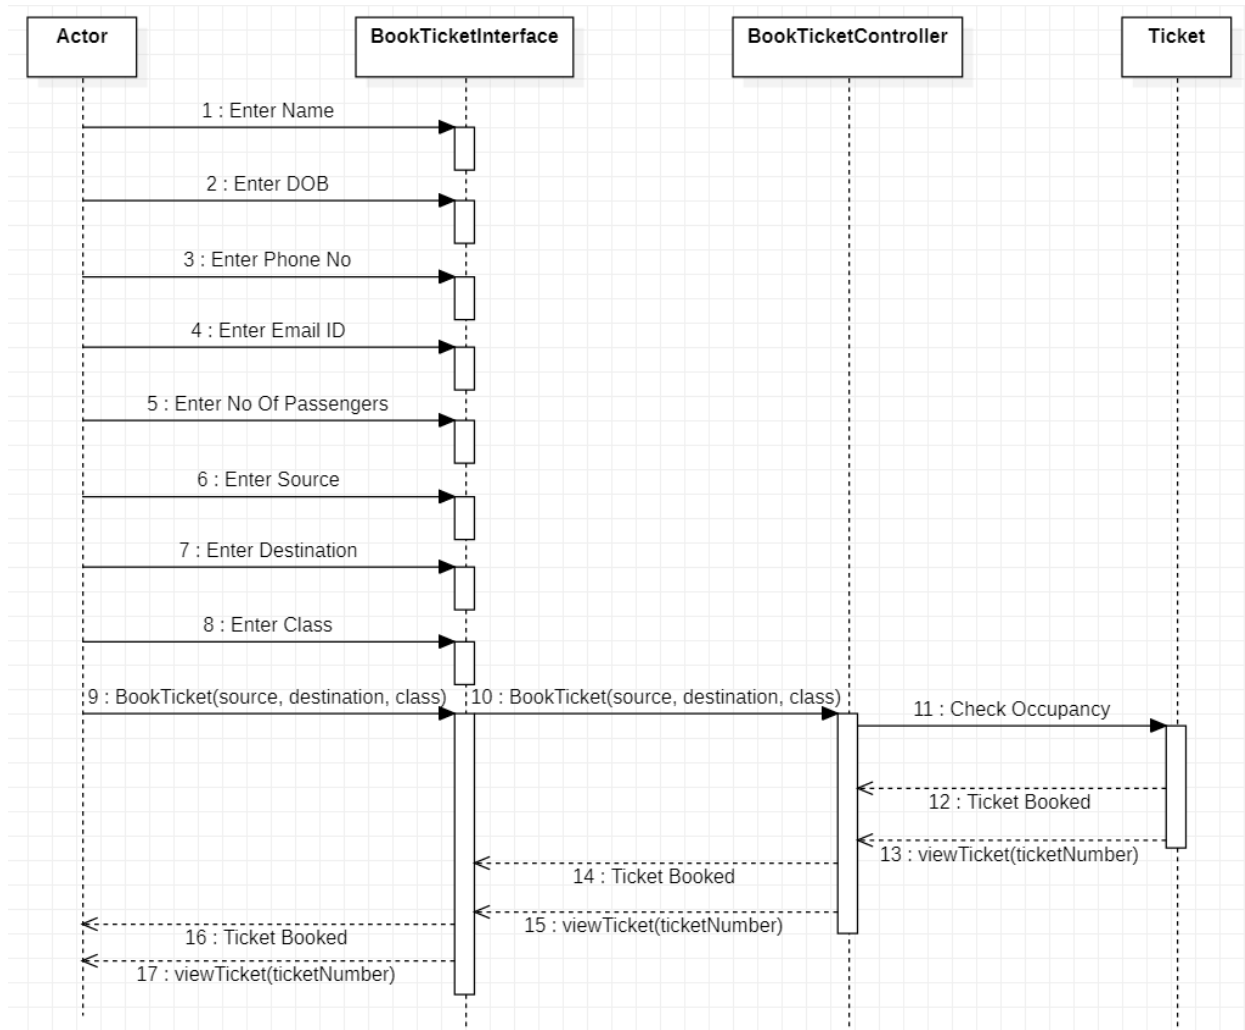 Actor
BookTicketInterface
BookTicketController
Ticket
1 : Enter Name
2 : Enter DOB
3 : Enter Phone No
4 : Enter Email ID
5 : Enter No Of Passengers
6 : Enter Source
7 : Enter Destination
8 : Enter Class
9 : BookTicket(source, destination, class)
10 : BookTicket(source, destination, class)
11 : Check Occupancy
12 : Ticket Booked
13 : viewTicket(ticketNumber)
14 : Ticket Booked
15 : viewTicket(ticketNumber)
16 : Ticket Booked
17 : viewTicket(ticketNumber)